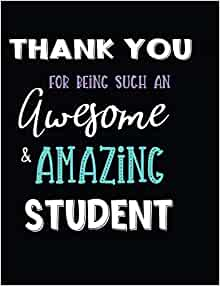 THANK YOU
FOR BEING SUCH AN
Awesome
& AMAZiNG
STUDENT